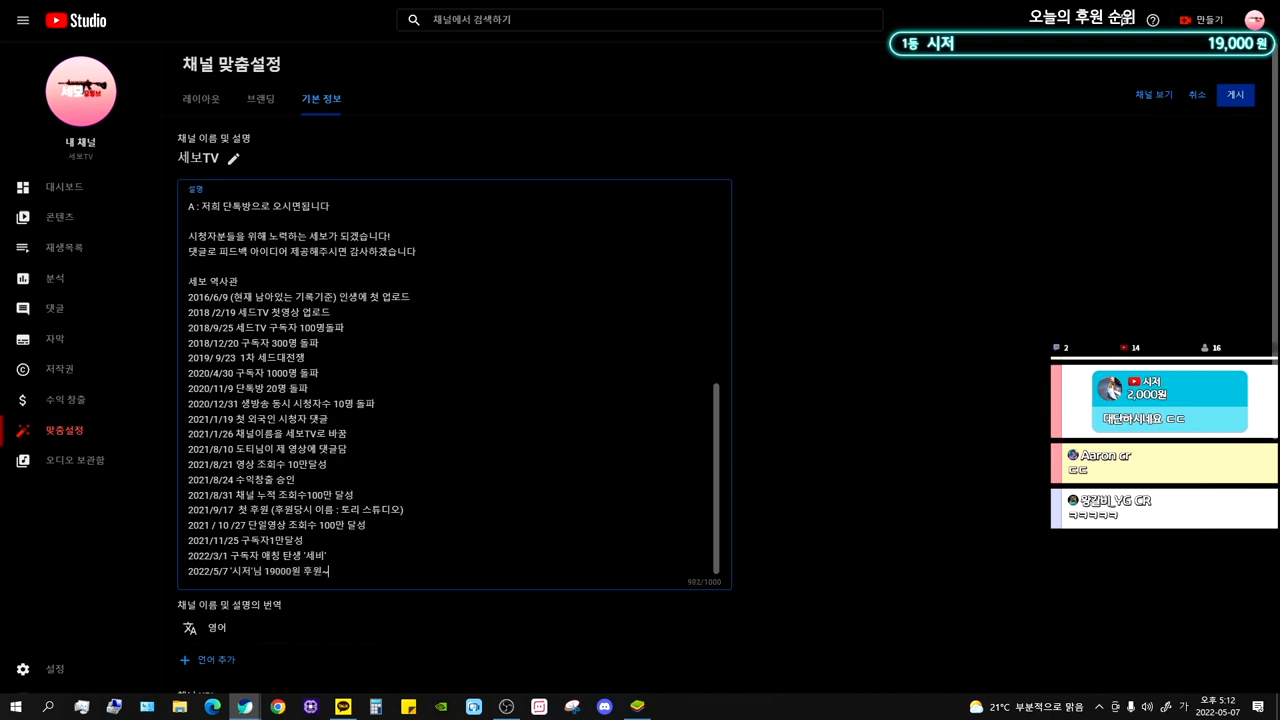 Studio
채널에서 검색하기
오늘의 후원 순위
만들기
1등 시저
19,000 원
채널 맞춤설정
레이아웃
브랜딩
기본 정보
채널 보기
취소
게시
내 채널
세보TV
대시보드
콘텐츠
재생목록
분석
댓글
자막
저작권
수익 창출
맞춤설정
오디오 보관함
설정
채널 이름 및 설명
세보TV
설명
A : 저희 단톡방으로 오시면됩니다
시청자분들을 위해 노력하는 세보가 되겠습니다!
댓글로 피드백 아이디어 제공해주시면 감사하겠습니다
세보 역사관
2016/6/9 (현재 남아있는 기록기준) 인생에 첫 업로드
2018 /2/19 세드TV 첫영상 업로드
2018/9/25 세드TV 구독자 100명돌파
2018/12/20 구독자 300명 돌파
2019/ 9/23  1차 세드대전쟁
2020/4/30 구독자 1000명 돌파
2020/11/9 단톡방 20명 돌파
2020/12/31 생방송 동시 시청자수 10명 돌파
2021/1/19 첫 외국인 시청자 댓글
2021/1/26 채널이름을 세보TV로 바꿈
2021/8/10 도티님이 제 영상에 댓글담
2021/8/21 영상 조회수 10만달성
2021/8/24 수익창출 승인
2021/8/31 채널 누적 조회수100만 달성
2021/9/17  첫 후원 (후원당시 이름 : 토리 스튜디오)
2021 / 10 /27 단일영상 조회수 100만 달성
2021/11/25 구독자1만달성
2022/3/1 구독자 애칭 탄생 '세비'
2022/5/7 '시저'님 19000원 후원~
992/1000
채널 이름 및 설명의 번역
영어
언어 추가
2
14
16
시저
2,000원
대단하시네요 ㄷㄷ
Aaron cr
ㄷㄷ
왕갈비_VG CR
ㅋㅋㅋㅋㅋ
21°C 부분적으로 맑음
가
오후 5:12
2022-05-07